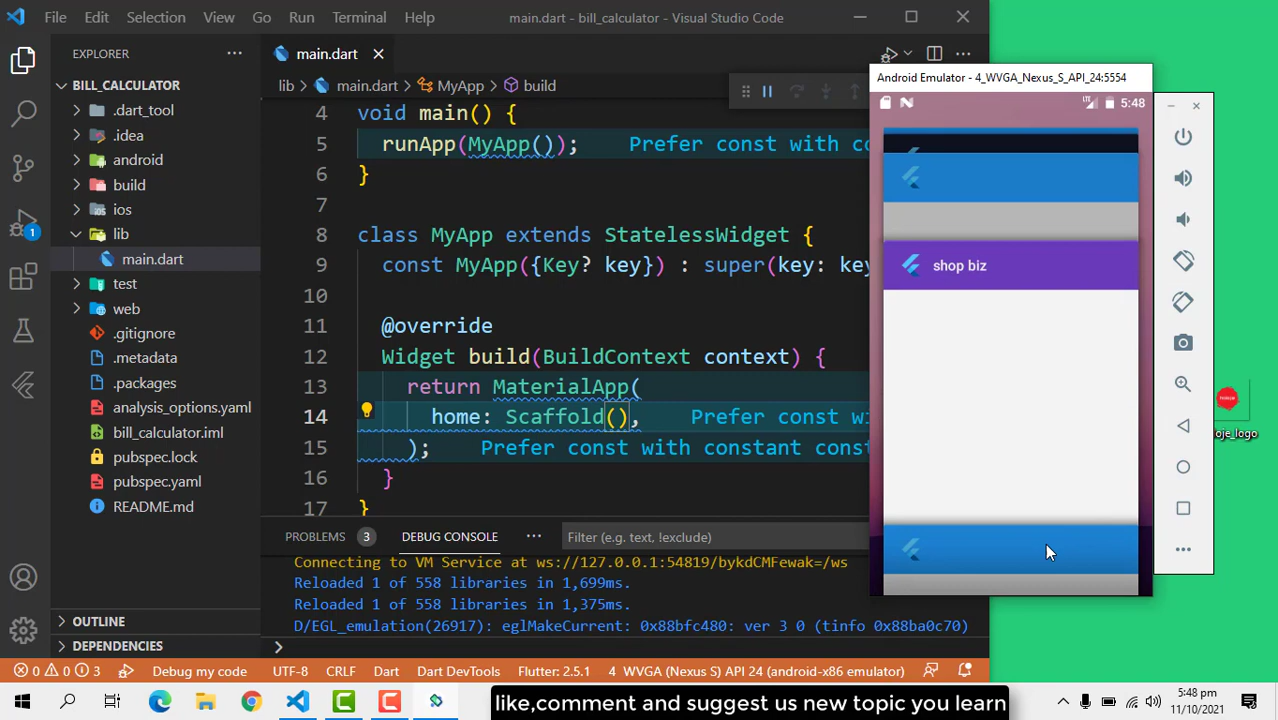 File Edit Selection View Go Run Terminal Help main.dart - bill_calculator - Visual Studio Code
EXPLORER
main.dart
BILL_CALCULATOR
lib > main.dart > MyApp > build
.dart_tool
.idea
android
build
ios
lib
main.dart
test
web
.gitignore
.metadata
.packages
analysis_options.yaml
bill_calculator.iml
pubspec.lock
pubspec.yaml
README.md
OUTLINE
DEPENDENCIES
1
4 void main() {
5 runApp(MyApp()); Prefer const with co
6 }
7
8 class MyApp extends StatelessWidget {
9 const MyApp({Key? key}) : super(key: key
10
11 @override
12 Widget build(BuildContext context) {
13 return MaterialApp(
14 home: Scaffold(), Prefer const wi
15 ); Prefer const with constant const
16 }
17 }
PROBLEMS 3 DEBUG CONSOLE Filter (e.g. text, !exclude)
Connecting to VM Service at ws://127.0.0.1:54819/bykdCMFewak=/ws
Reloaded 1 of 558 libraries in 1,699ms.
Reloaded 1 of 558 libraries in 1,375ms.
D/EGL_emulation(26917): eglMakeCurrent: 0x88bfc480: ver 3 0 (tinfo 0x88ba0c70)
Android Emulator - 4_WVGA_Nexus_S_API_24:5554
LTE 5:48
shop biz
oje_logo
0 0 3 Debug my code UTF-8 CRLF Dart Dart DevTools Flutter: 2.5.1 4 WVGA (Nexus S) API 24 (android-x86 emulator)
like,comment and suggest us new topic you learn
5:48 pm
11/10/2021